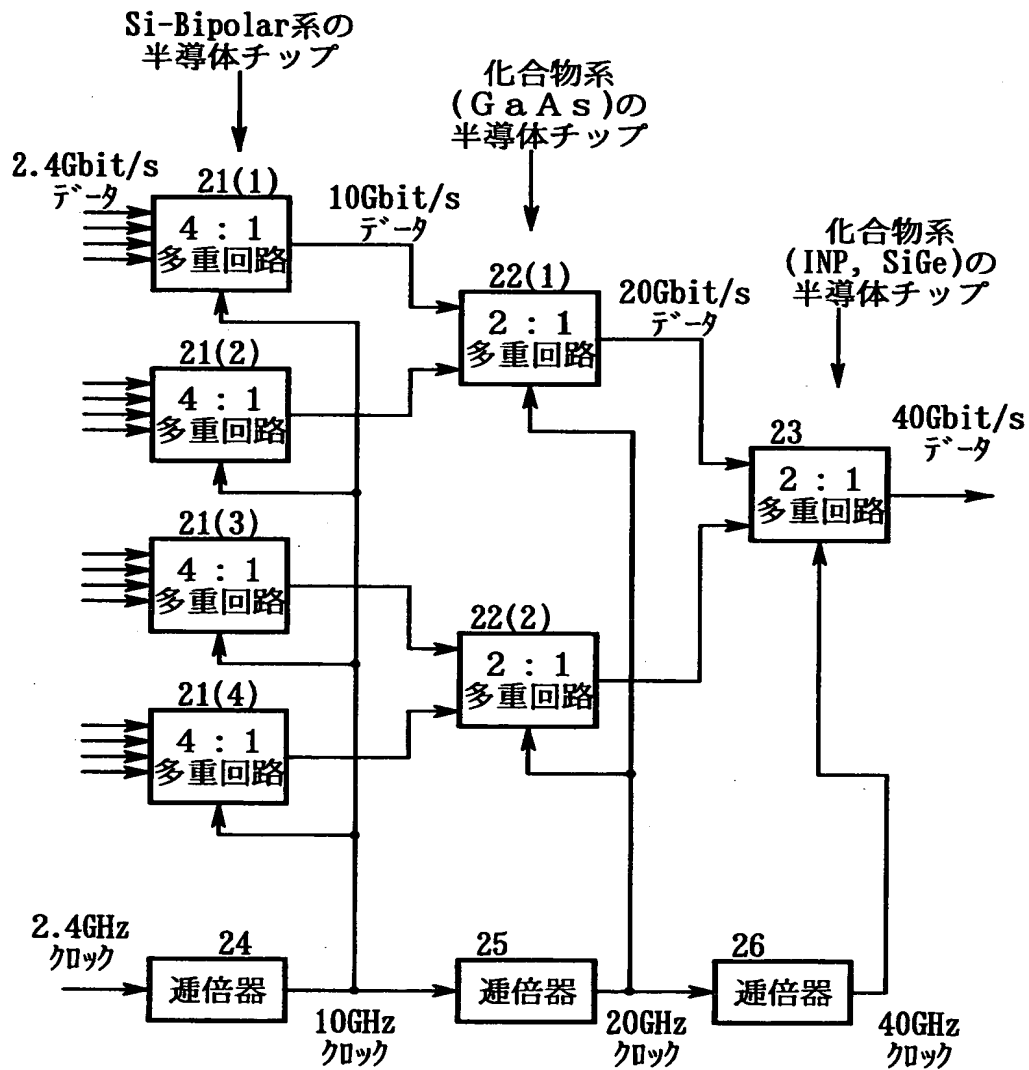 Si-Bipolar系の
半導体チップ
化合物系
(GaAs)の
半導体チップ
2.4Gbit/s
データ
21(1)
4:1
多重回路
10Gbit/s
データ
化合物系
(INP, SiGe)の
半導体チップ
22(1)
2:1
多重回路
20Gbit/s
データ
21(2)
4:1
多重回路
40Gbit/s
データ
23
2:1
多重回路
21(3)
4:1
多重回路
22(2)
2:1
多重回路
21(4)
4:1
多重回路
2.4GHz
クロック
24
逓倍器
25
逓倍器
26
逓倍器
10GHz
クロック
20GHz
クロック
40GHz
クロック